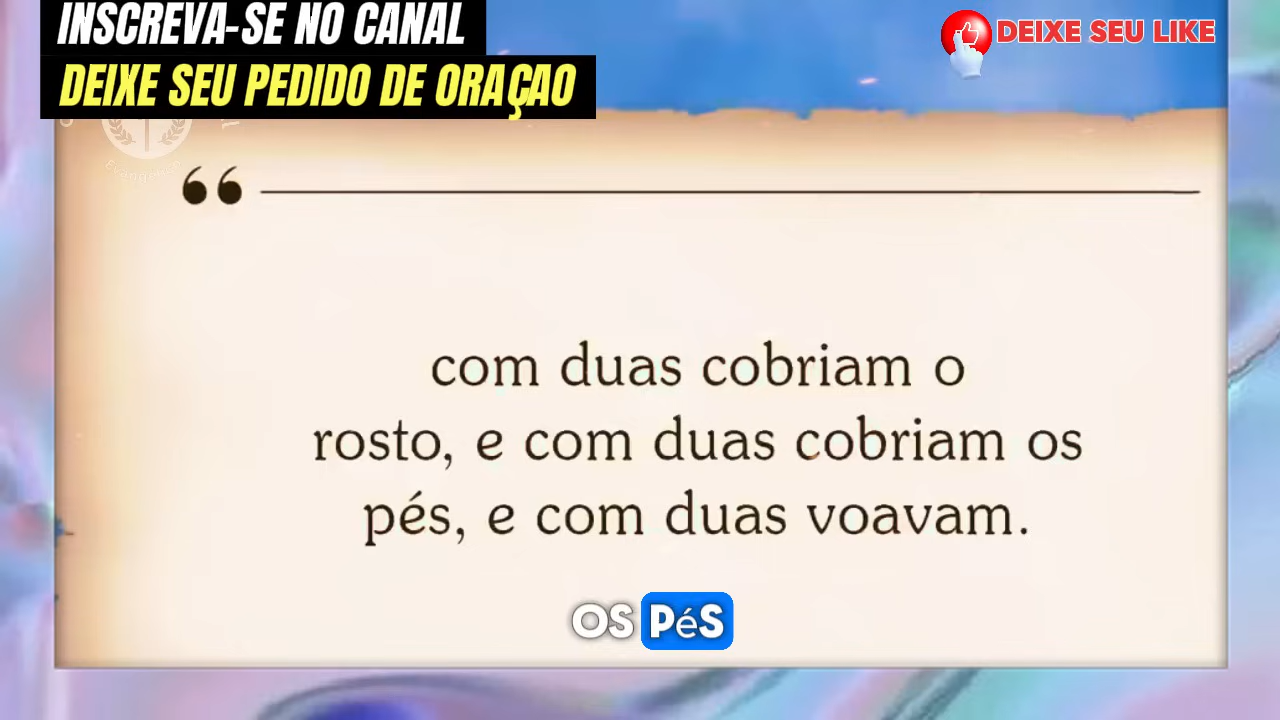 INSCREVA-SE NO CANAL
DEIXE SEU PEDIDO DE ORAÇAO
DEIXE SEU LIKE
“
com duas cobriam o
rosto, e com duas cobriam os
pés, e com duas voavam.
OS PéS